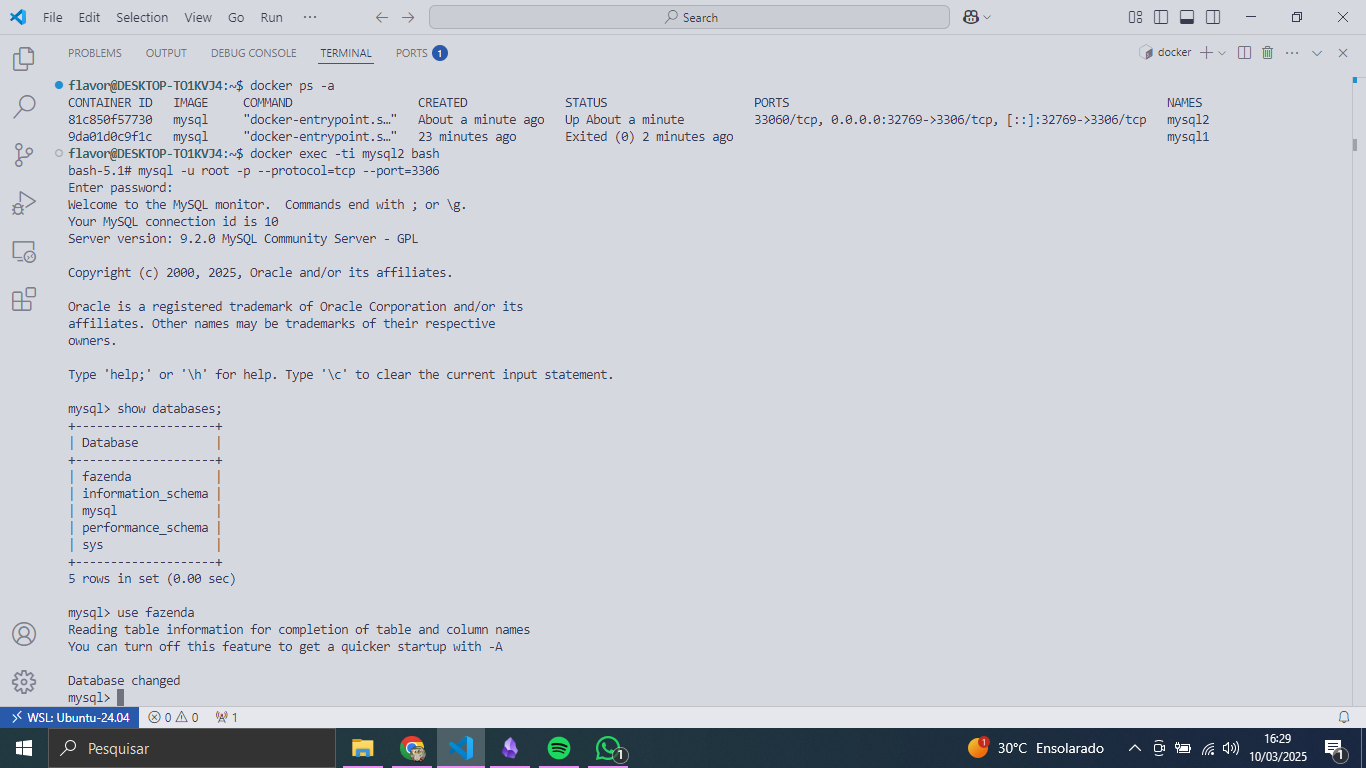 File Edit Selection View Go Run ··· Search
PROBLEMS OUTPUT DEBUG CONSOLE TERMINAL PORTS 1 docker
flavor@DESKTOP-TO1KVJ4:~$ docker ps -a
CONTAINER ID IMAGE COMMAND CREATED STATUS PORTS NAMES
81c850f57730 mysql "docker-entrypoint.s…" About a minute ago Up About a minute 33060/tcp, 0.0.0.0:32769->3306/tcp, [::]:32769->3306/tcp mysql2
9da01d0c9f1c mysql "docker-entrypoint.s…" 23 minutes ago Exited (0) 2 minutes ago mysql1
flavor@DESKTOP-TO1KVJ4:~$ docker exec -ti mysql2 bash
bash-5.1# mysql -u root -p --protocol=tcp --port=3306
Enter password:
Welcome to the MySQL monitor.  Commands end with ; or \g.
Your MySQL connection id is 10
Server version: 9.2.0 MySQL Community Server - GPL
Copyright (c) 2000, 2025, Oracle and/or its affiliates.
Oracle is a registered trademark of Oracle Corporation and/or its
affiliates. Other names may be trademarks of their respective
owners.
Type 'help;' or '\h' for help. Type '\c' to clear the current input statement.
mysql> show databases;
+--------------------+
| Database           |
+--------------------+
| fazenda            |
| information_schema |
| mysql              |
| performance_schema |
| sys                |
+--------------------+
5 rows in set (0.00 sec)
mysql> use fazenda
Reading table information for completion of table and column names
You can turn off this feature to get a quicker startup with -A
Database changed
mysql>
WSL: Ubuntu-24.04 0 0 1
Pesquisar 1 1 30°C Ensolarado 16:29 1
10/03/2025